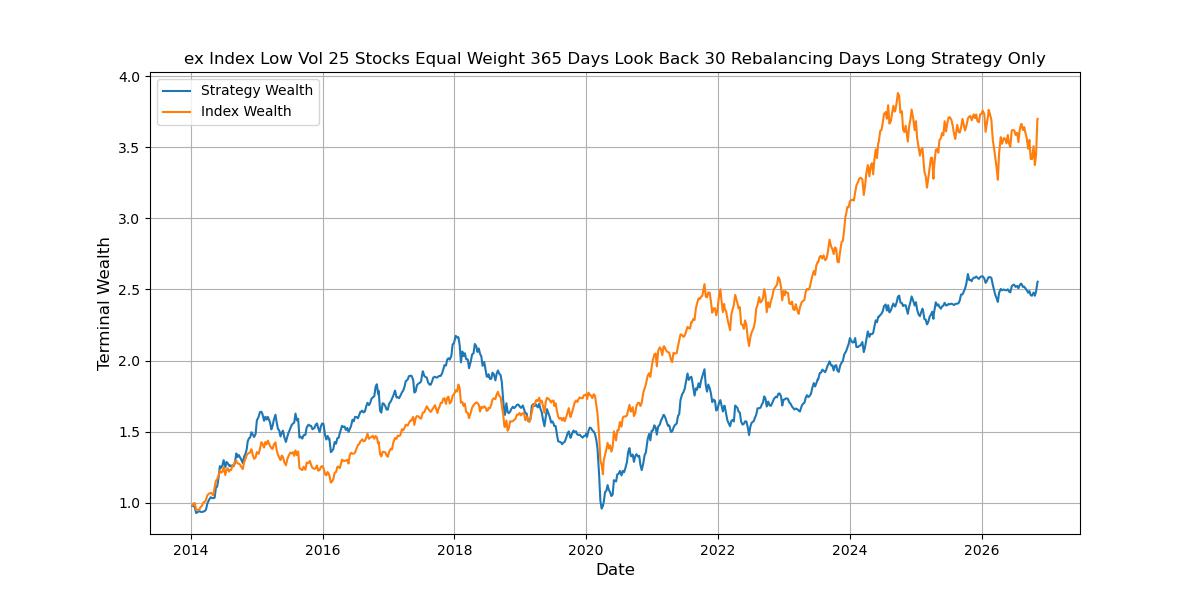 ex Index Low Vol 25 Stocks Equal Weight 365 Days Look Back 30 Rebalancing Days Long Strategy Only
Strategy Wealth
Index Wealth
Terminal Wealth
4.0
3.5
3.0
2.5
2.0
1.5
1.0
2014 2016 2018 2020 2022 2024 2026
Date